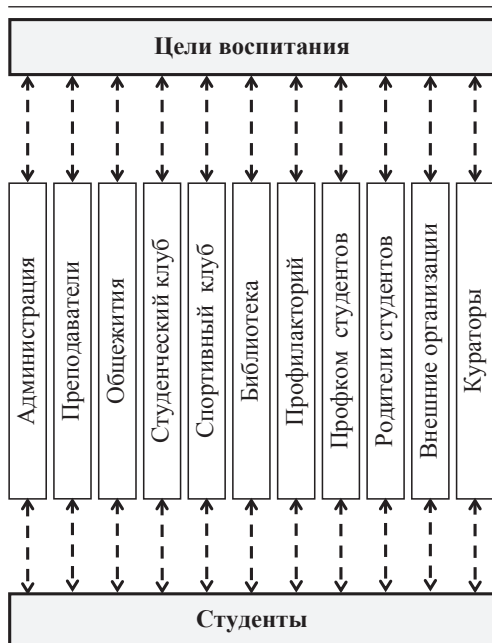 Цели воспитания
Администрация
Преподаватели
Общежития
Студенческий клуб
Спортивный клуб
Библиотека
Профилакторий
Профком студентов
Родители студентов
Внешние организации
Кураторы
Студенты